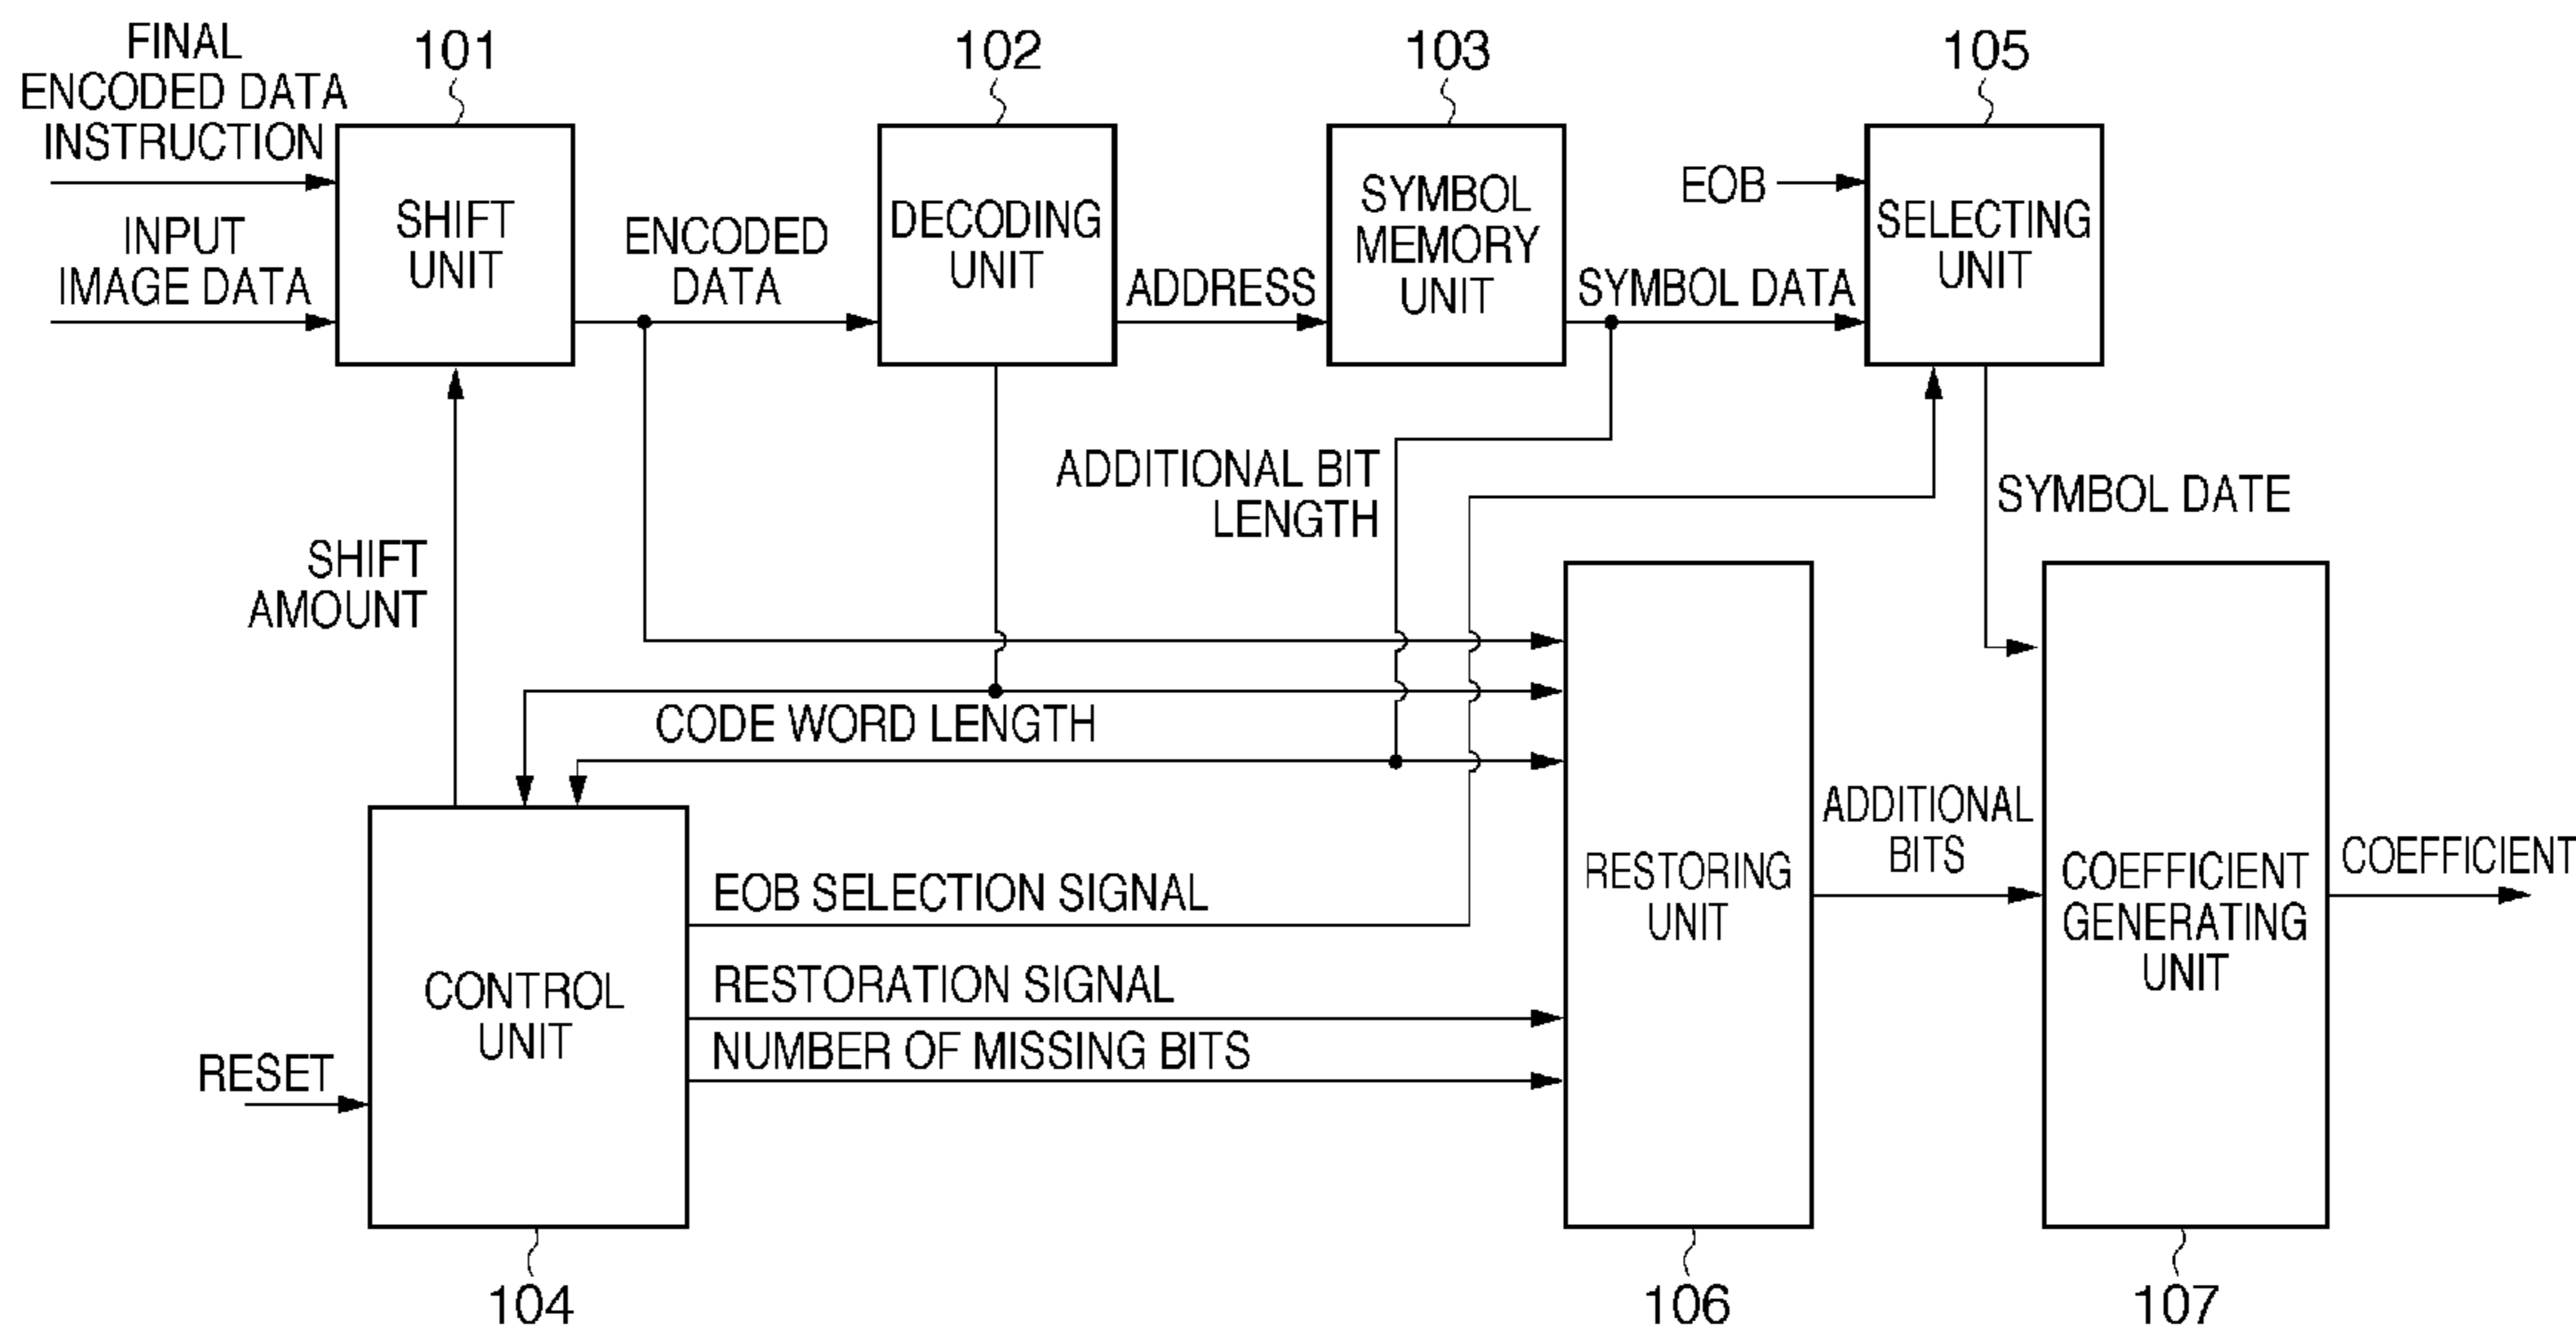 FINAL
ENCODED DATA
INSTRUCTION
INPUT
IMAGE DATA
101
SHIFT
UNIT
ENCODED
DATA
102
DECODING
UNIT
ADDRESS
103
SYMBOL
MEMORY
UNIT
SYMBOL DATA
105
EOB
SELECTING
UNIT
ADDITIONAL BIT
LENGTH
SYMBOL DATE
SHIFT
AMOUNT
CODE WORD LENGTH
EOB SELECTION SIGNAL
RESTORATION SIGNAL
NUMBER OF MISSING BITS
RESET
CONTROL
UNIT
104
RESTORING
UNIT
106
ADDITIONAL
BITS
COEFFICIENT
GENERATING
UNIT
107
COEFFICIENT